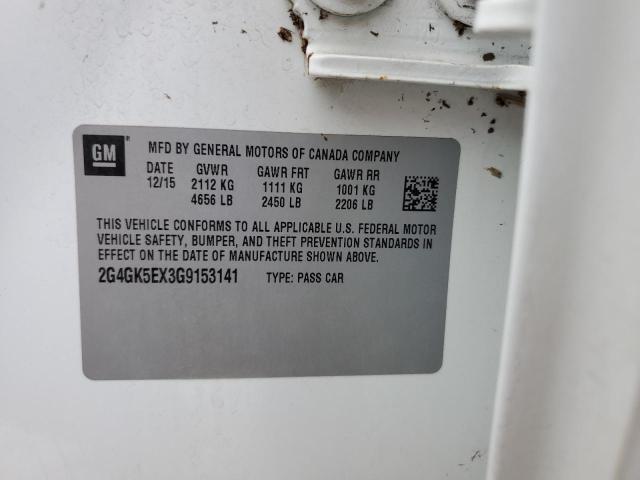 GM
MFD BY GENERAL MOTORS OF CANADA COMPANY
DATE GVWR GAWR FRT GAWR RR
12/15 2112 KG 1111 KG 1001 KG
4656 LB 2450 LB 2206 LB
THIS VEHICLE CONFORMS TO ALL APPLICABLE U.S. FEDERAL MOTOR
VEHICLE SAFETY, BUMPER, AND THEFT PREVENTION STANDARDS
IN EFFECT ON THE DATE OF MANUFACTURE SHOWN ABOVE.
2G4GK5EX3G9153141 TYPE: PASS CAR